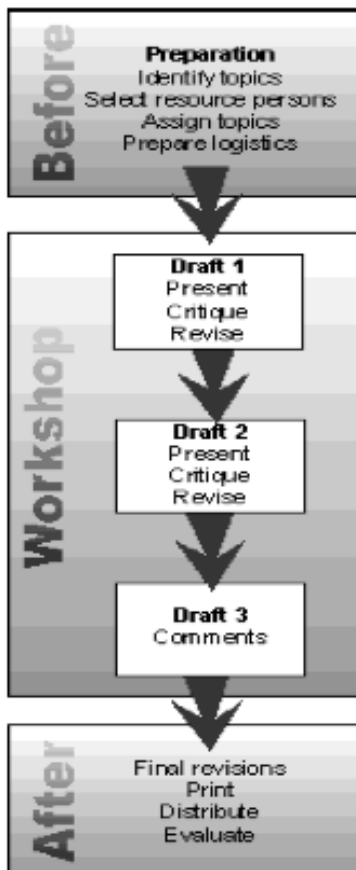 Before
Preparation
Identify topics
Select resource persons
Assign topics
Prepare logistics
Workshop
Draft 1
Present
Critique
Revise
Draft 2
Present
Critique
Revise
Draft 3
Comments
After
Final revisions
Print
Distribute
Evaluate